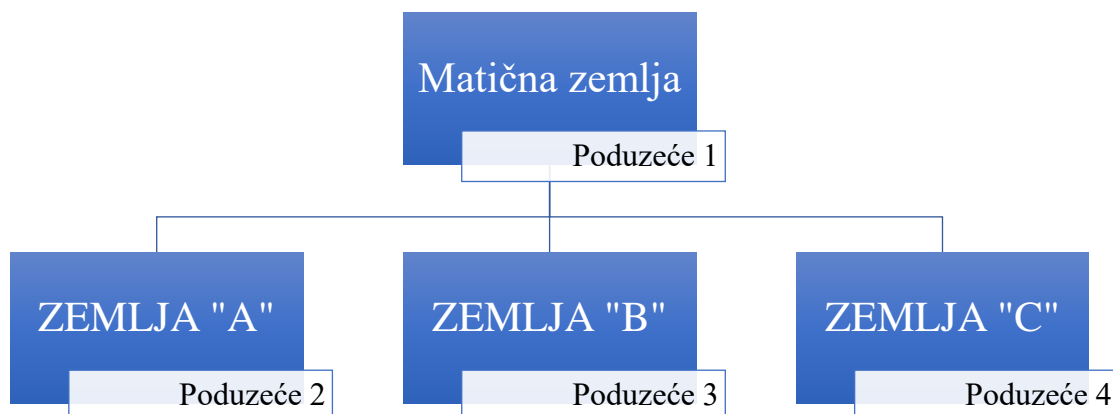 Matična zemlja
Poduzeće 1
ZEMLJA "A"
Poduzeće 2
ZEMLJA "B"
Poduzeće 3
ZEMLJA "C"
Poduzeće 4